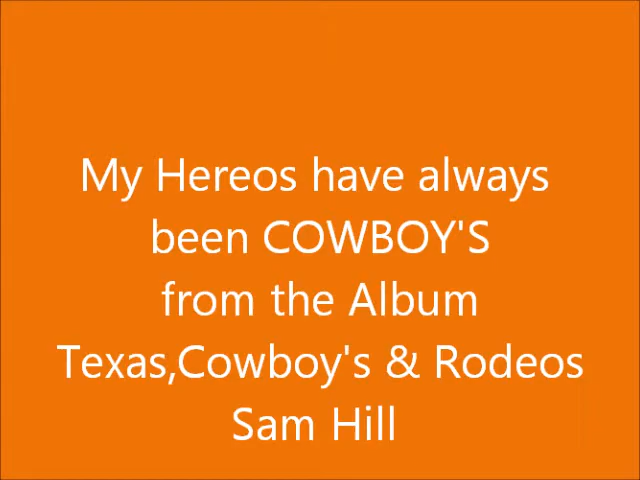 My Hereos have always
been COWBOY'S
from the Album
Texas,Cowboy's & Rodeos
Sam Hill